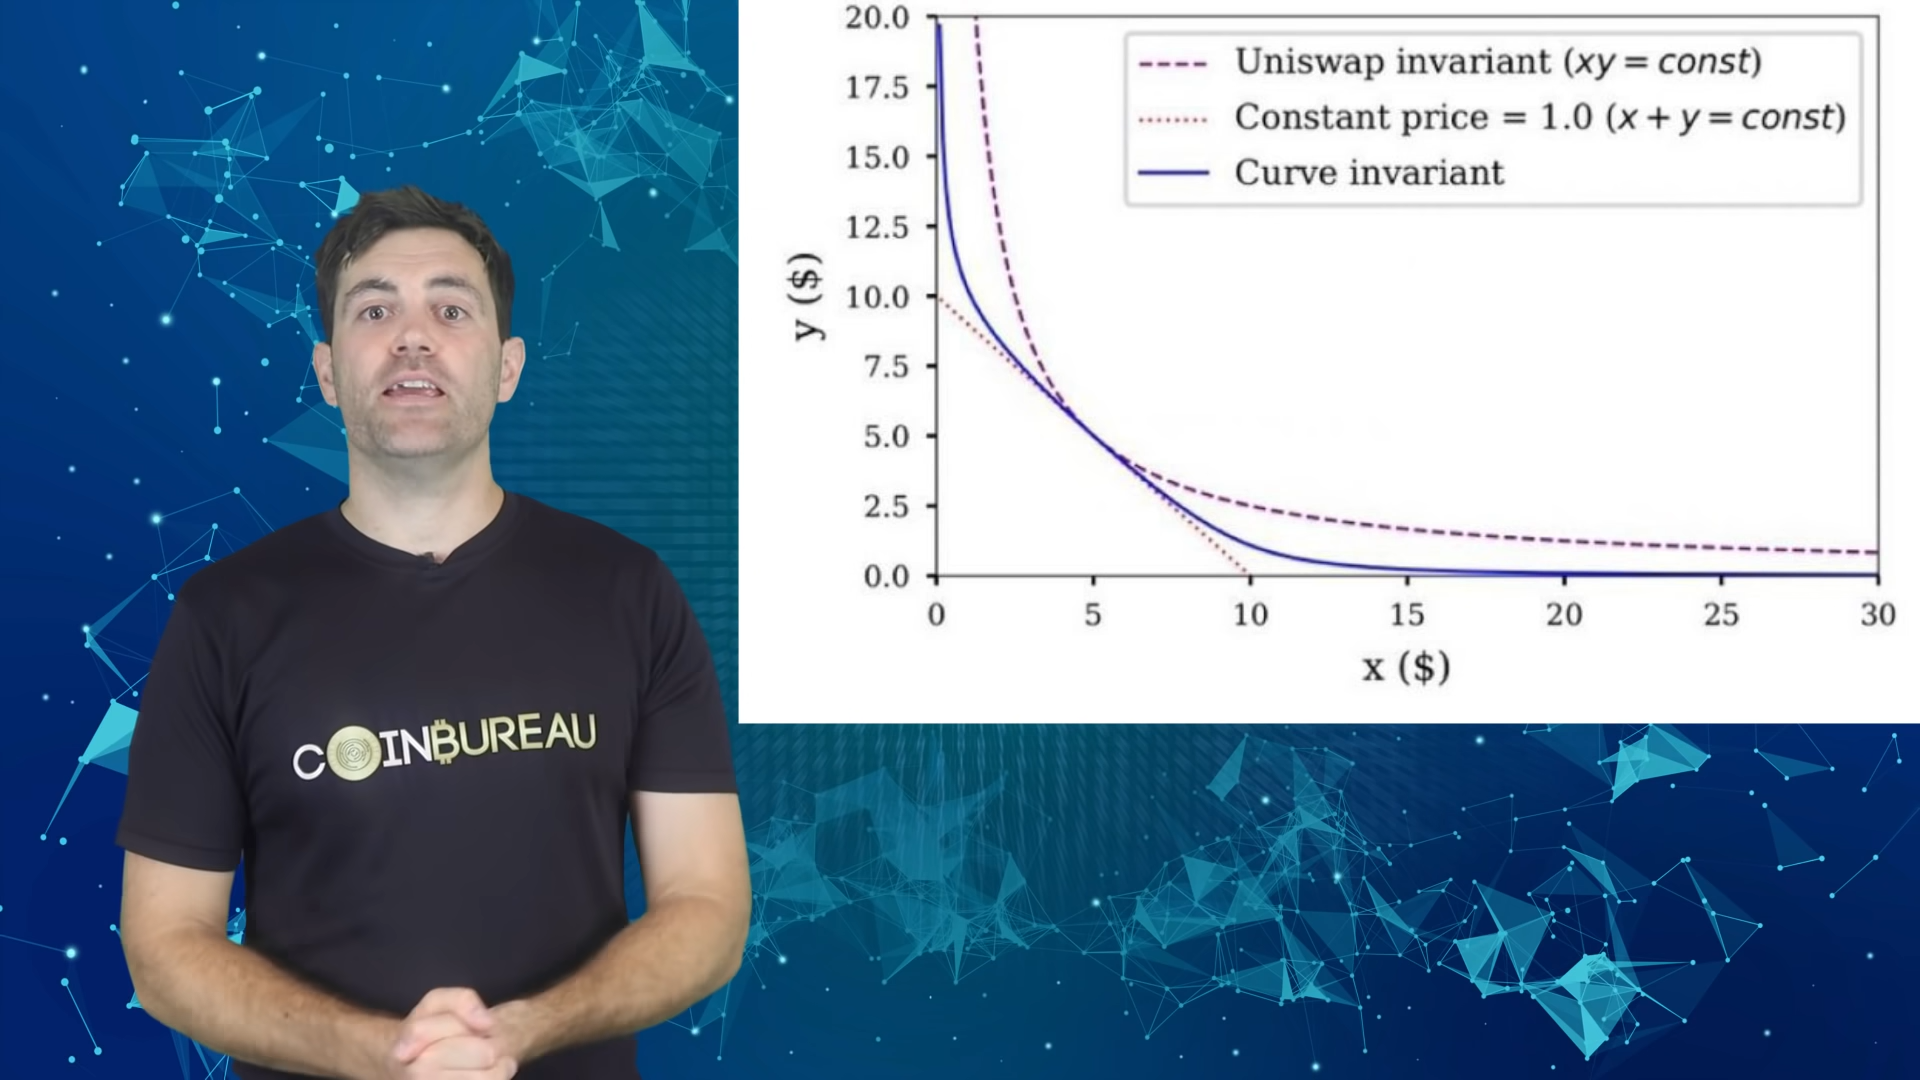 20.0
17.5
15.0
12.5
10.0
7.5
5.0
2.5
0.0
y ($)
Uniswap invariant (xy = const)
Constant price = 1.0 (x + y = const)
Curve invariant
0 5 10 15 20 25 30
x ($)
COINBUREAU